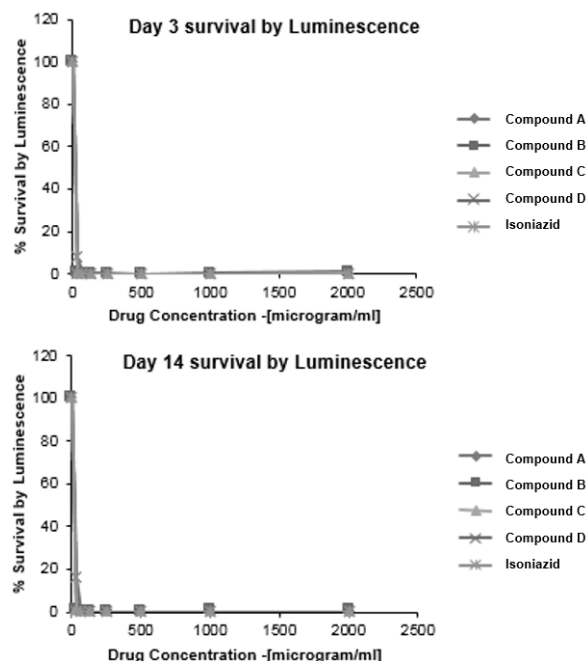 Day 3 survival by Luminescence
% Survival by Luminescence
120
100
80
60
40
20
0
0 500 1000 1500 2000 2500
Drug Concentration -[microgram/ml]
Compound A
Compound B
Compound C
Compound D
Isoniazid
Day 14 survival by Luminescence
% Survival by Luminescence
120
100
80
60
40
20
0
0 500 1000 1500 2000 2500
Drug Concentration -[microgram/ml]
Compound A
Compound B
Compound C
Compound D
Isoniazid